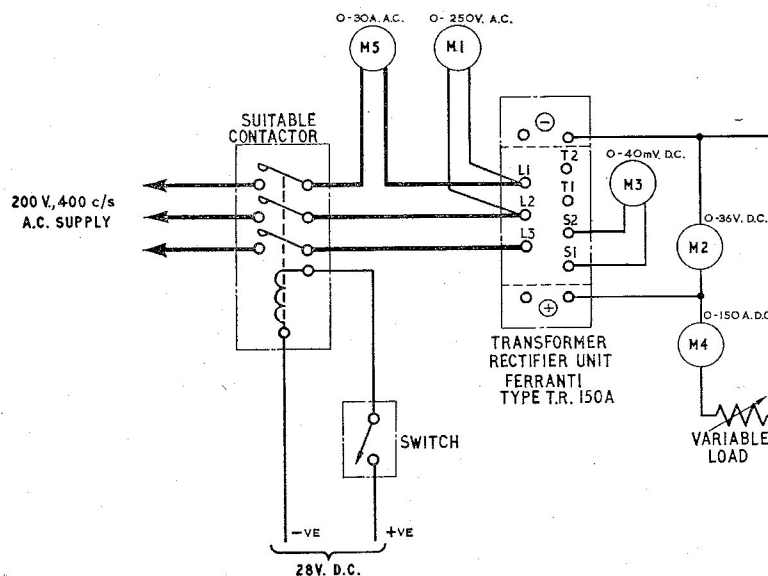 0-30A. A.C.
0-250V. A.C.
M5
M1
SUITABLE
CONTACTOR
200 V., 400 c/s
A.C. SUPPLY
L1
L2
L3
T2
T1
S2
S1
0-40mV. D.C.
M3
0-36V. D.C.
M2
0-150 A. D.C
M4
TRANSFORMER
RECTIFIER UNIT
FERRANTI
TYPE T.R. 150A
VARIABLE
LOAD
SWITCH
-VE
+VE
28V. D.C.